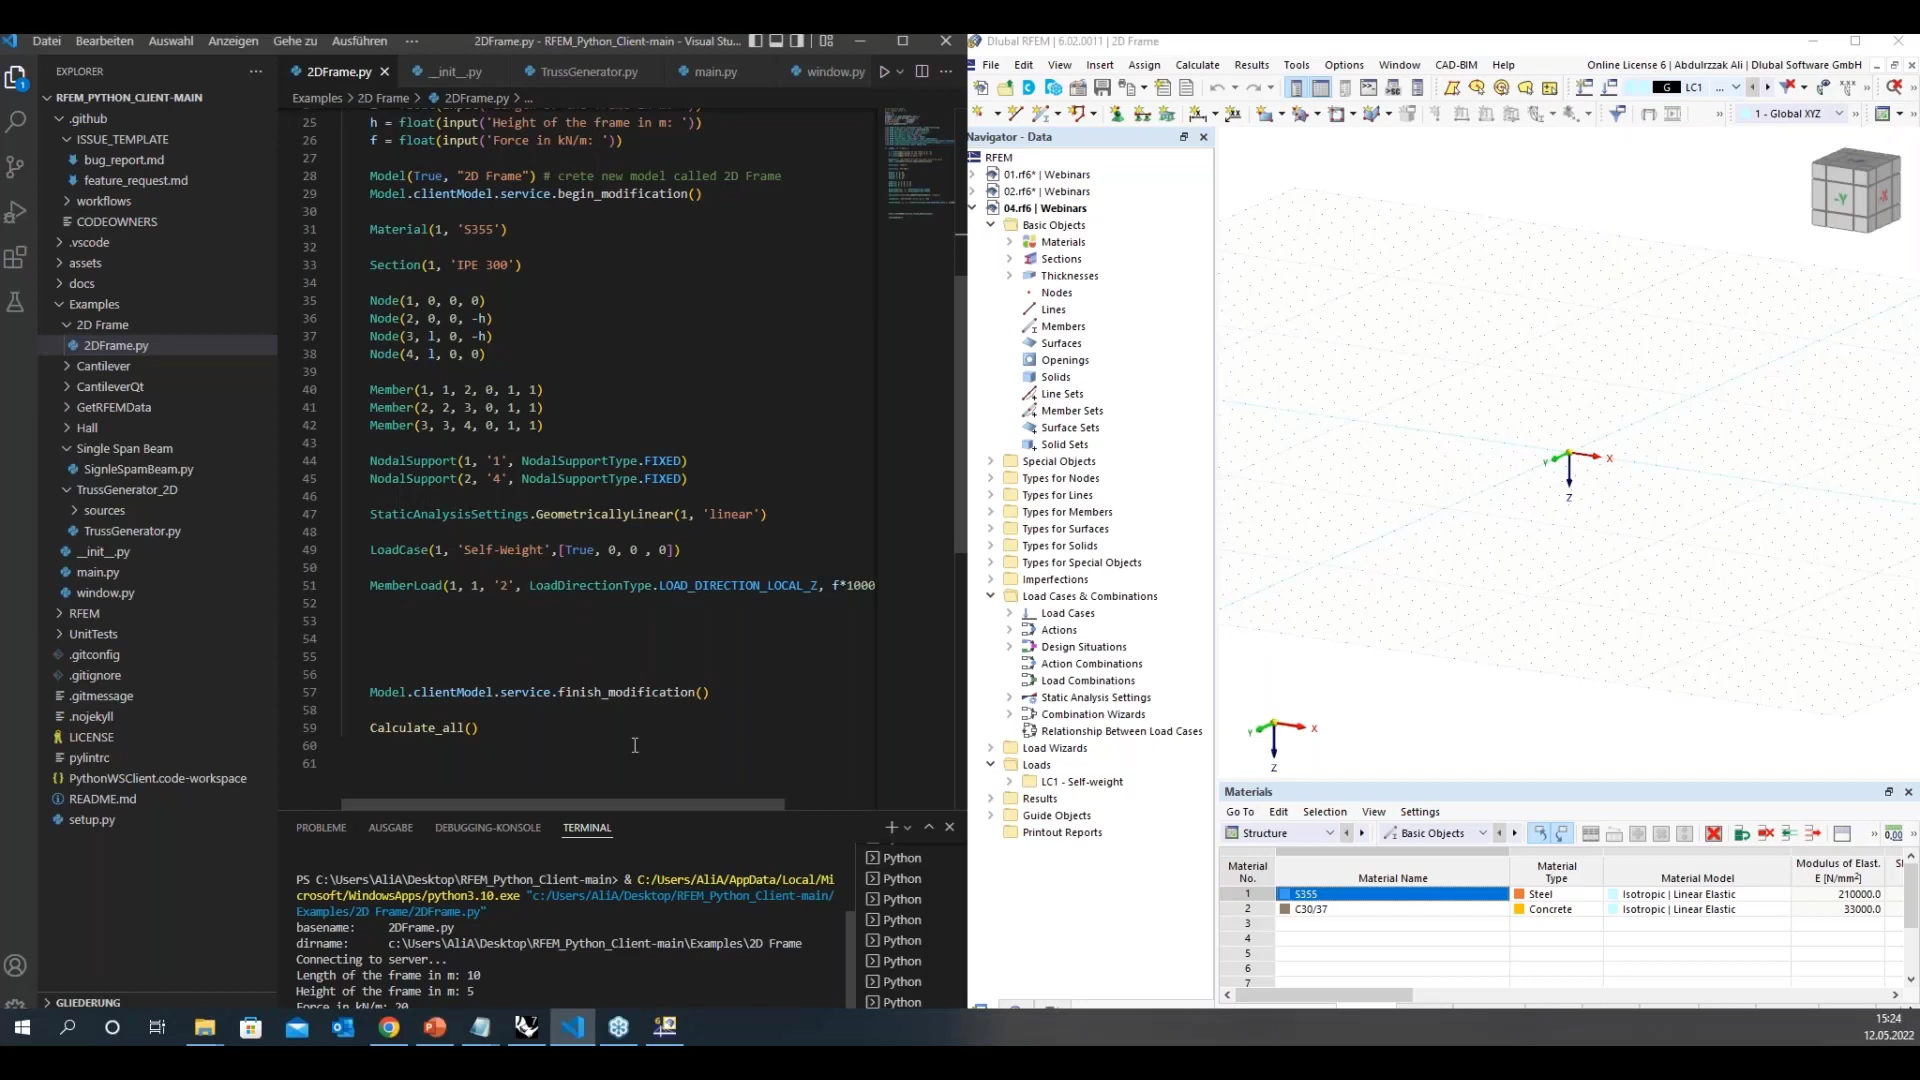 Datei Bearbeiten Auswahl Anzeigen Gehe zu Ausführen ··· 2DFrame.py - RFEM_Python_Client-main - Visual Stu...
EXPLORER
RFEM_PYTHON_CLIENT-MAIN
.github
ISSUE_TEMPLATE
bug_report.md
feature_request.md
workflows
CODEOWNERS
.vscode
assets
docs
Examples
2D Frame
2DFrame.py
Cantilever
CantileverQt
GetRFEMData
Hall
Single Span Beam
SignleSpamBeam.py
TrussGenerator_2D
sources
TrussGenerator.py
__init__.py
main.py
window.py
RFEM
UnitTests
.gitconfig
.gitignore
.gitmessage
.nojekyll
LICENSE
pylintrc
PythonWSClient.code-workspace
README.md
setup.py
GLIEDERUNG
2DFrame.py __init__.py TrussGenerator.py main.py window.py
Examples > 2D Frame > 2DFrame.py > ...
25 h = float(input('Height of the frame in m: '))
26 f = float(input('Force in kN/m: '))
27
28 Model(True, "2D Frame") # crete new model called 2D Frame
29 Model.clientModel.service.begin_modification()
30
31 Material(1, 'S355')
32
33 Section(1, 'IPE 300')
34
35 Node(1, 0, 0, 0)
36 Node(2, 0, 0, -h)
37 Node(3, l, 0, -h)
38 Node(4, l, 0, 0)
39
40 Member(1, 1, 2, 0, 1, 1)
41 Member(2, 2, 3, 0, 1, 1)
42 Member(3, 3, 4, 0, 1, 1)
43
44 NodalSupport(1, '1', NodalSupportType.FIXED)
45 NodalSupport(2, '4', NodalSupportType.FIXED)
46
47 StaticAnalysisSettings.GeometricallyLinear(1, 'linear')
48
49 LoadCase(1, 'Self-Weight',[True, 0, 0 , 0])
50
51 MemberLoad(1, 1, '2', LoadDirectionType.LOAD_DIRECTION_LOCAL_Z, f*1000
52
53
54
55
56
57 Model.clientModel.service.finish_modification()
58
59 Calculate_all()
60
61
PROBLEME AUSGABE DEBUGGING-KONSOLE TERMINAL
PS C:\Users\AliA\Desktop\RFEM_Python_Client-main> & C:/Users/AliA/AppData/Local/Mi
crosoft/WindowsApps/python3.10.exe "c:/Users/AliA/Desktop/RFEM_Python_Client-main/
Examples/2D Frame/2DFrame.py"
basename: 2DFrame.py
dirname: c:\Users\AliA\Desktop\RFEM_Python_Client-main\Examples\2D Frame
Connecting to server...
Length of the frame in m: 10
Height of the frame in m: 5
Force in kN/m: 20
Python
Python
Python
Python
Python
Python
Python
Python
Dlubal RFEM | 6.02.0011 | 2D Frame
File Edit View Insert Assign Calculate Results Tools Options Window CAD-BIM Help Online License 6 | Abdulrzzak Ali | Dlubal Software GmbH
G LC1 ...
1 - Global XYZ
Navigator - Data
RFEM
01.rf6* | Webinars
02.rf6* | Webinars
04.rf6 | Webinars
Basic Objects
Materials
Sections
Thicknesses
Nodes
Lines
Members
Surfaces
Openings
Solids
Line Sets
Member Sets
Surface Sets
Solid Sets
Special Objects
Types for Nodes
Types for Lines
Types for Members
Types for Surfaces
Types for Solids
Types for Special Objects
Imperfections
Load Cases & Combinations
Load Cases
Actions
Design Situations
Action Combinations
Load Combinations
Static Analysis Settings
Combination Wizards
Relationship Between Load Cases
Load Wizards
Loads
LC1 - Self-weight
Results
Guide Objects
Printout Reports
-Y -X
Y X
Z
Y X
Z
Materials
Go To Edit Selection View Settings
Structure Basic Objects
Material No. Material Name Material Type Material Model Modulus of Elast. E [N/mm²]
1 S355 Steel Isotropic | Linear Elastic 210000.0
2 C30/37 Concrete Isotropic | Linear Elastic 33000.0
3
4
5
6
7
15:24
12.05.2022